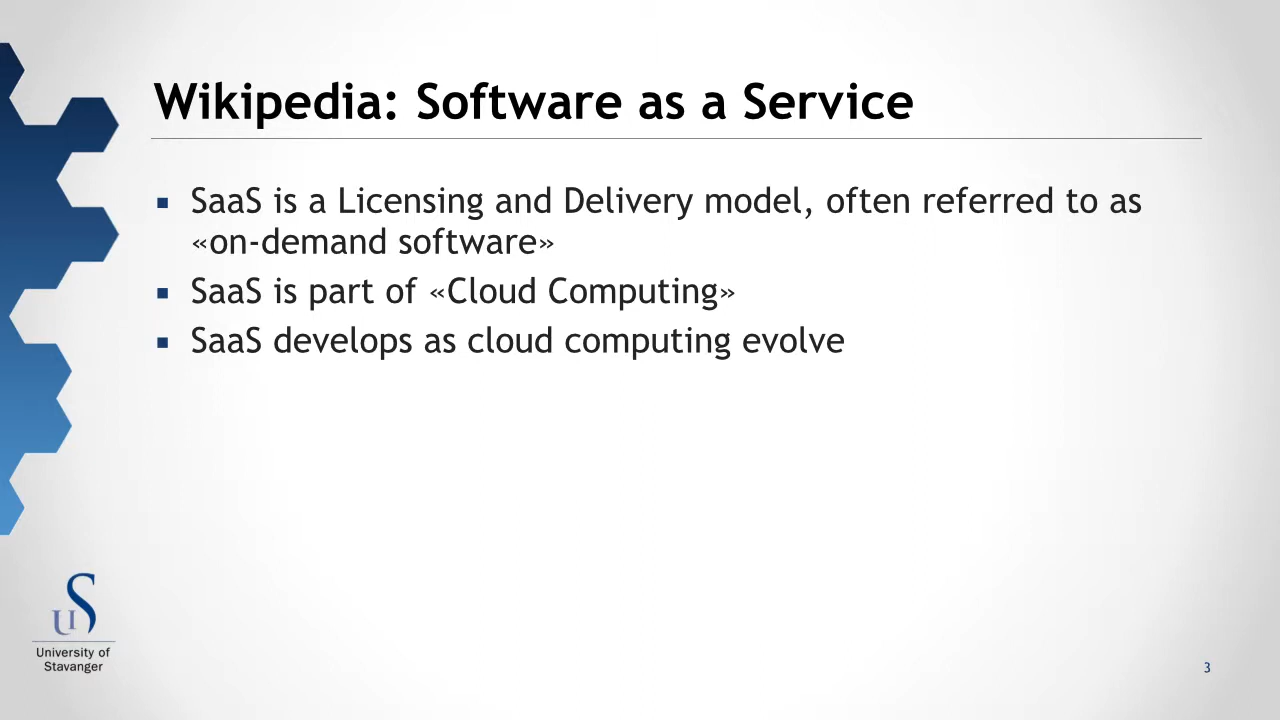 Wikipedia: Software as a Service
▪ SaaS is a Licensing and Delivery model, often referred to as
«on-demand software»
▪ SaaS is part of «Cloud Computing»
▪ SaaS develops as cloud computing evolve
uS
University of
Stavanger
3